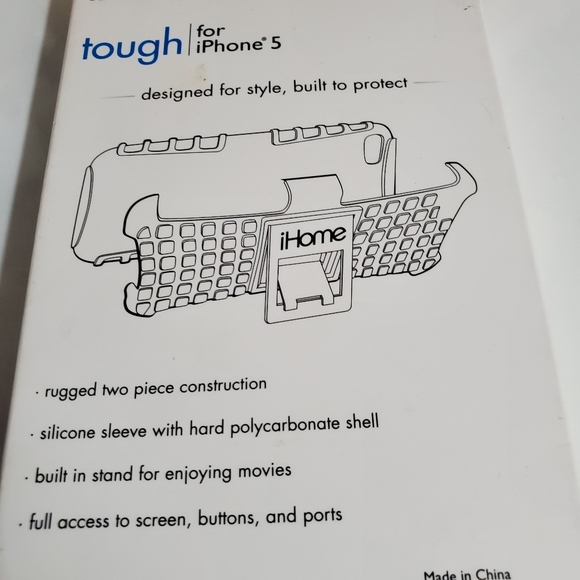 tough | for iPhone® 5
designed for style, built to protect
iHome
· rugged two piece construction
· silicone sleeve with hard polycarbonate shell
· built in stand for enjoying movies
· full access to screen, buttons, and ports
Made in China